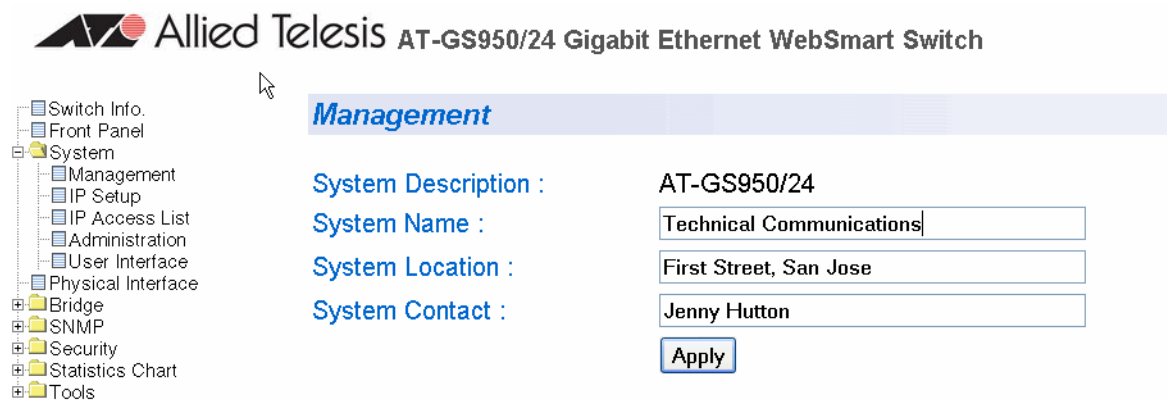 Allied Telesis AT-GS950/24 Gigabit Ethernet WebSmart Switch
Switch Info.
Front Panel
System
Management
IP Setup
IP Access List
Administration
User Interface
Physical Interface
Bridge
SNMP
Security
Statistics Chart
Tools
Management
System Description : AT-GS950/24
System Name : Technical Communications
System Location : First Street, San Jose
System Contact : Jenny Hutton
Apply